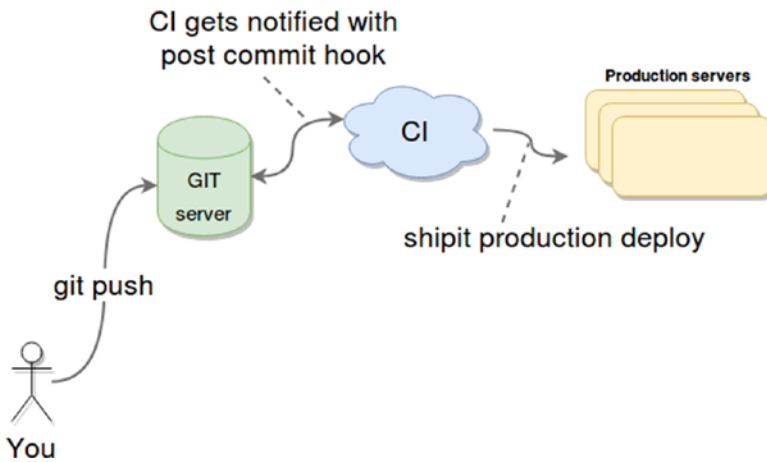 CI gets notified with
post commit hook
Production servers
CI
GIT
server
shipit production deploy
git push
You